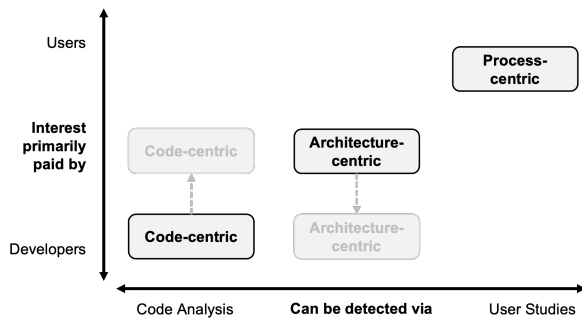 Users
Process-
centric
Interest
primarily
paid by
Code-centric
Architecture-
centric
Code-centric
Architecture-
centric
Developers
Code Analysis
Can be detected via
User Studies